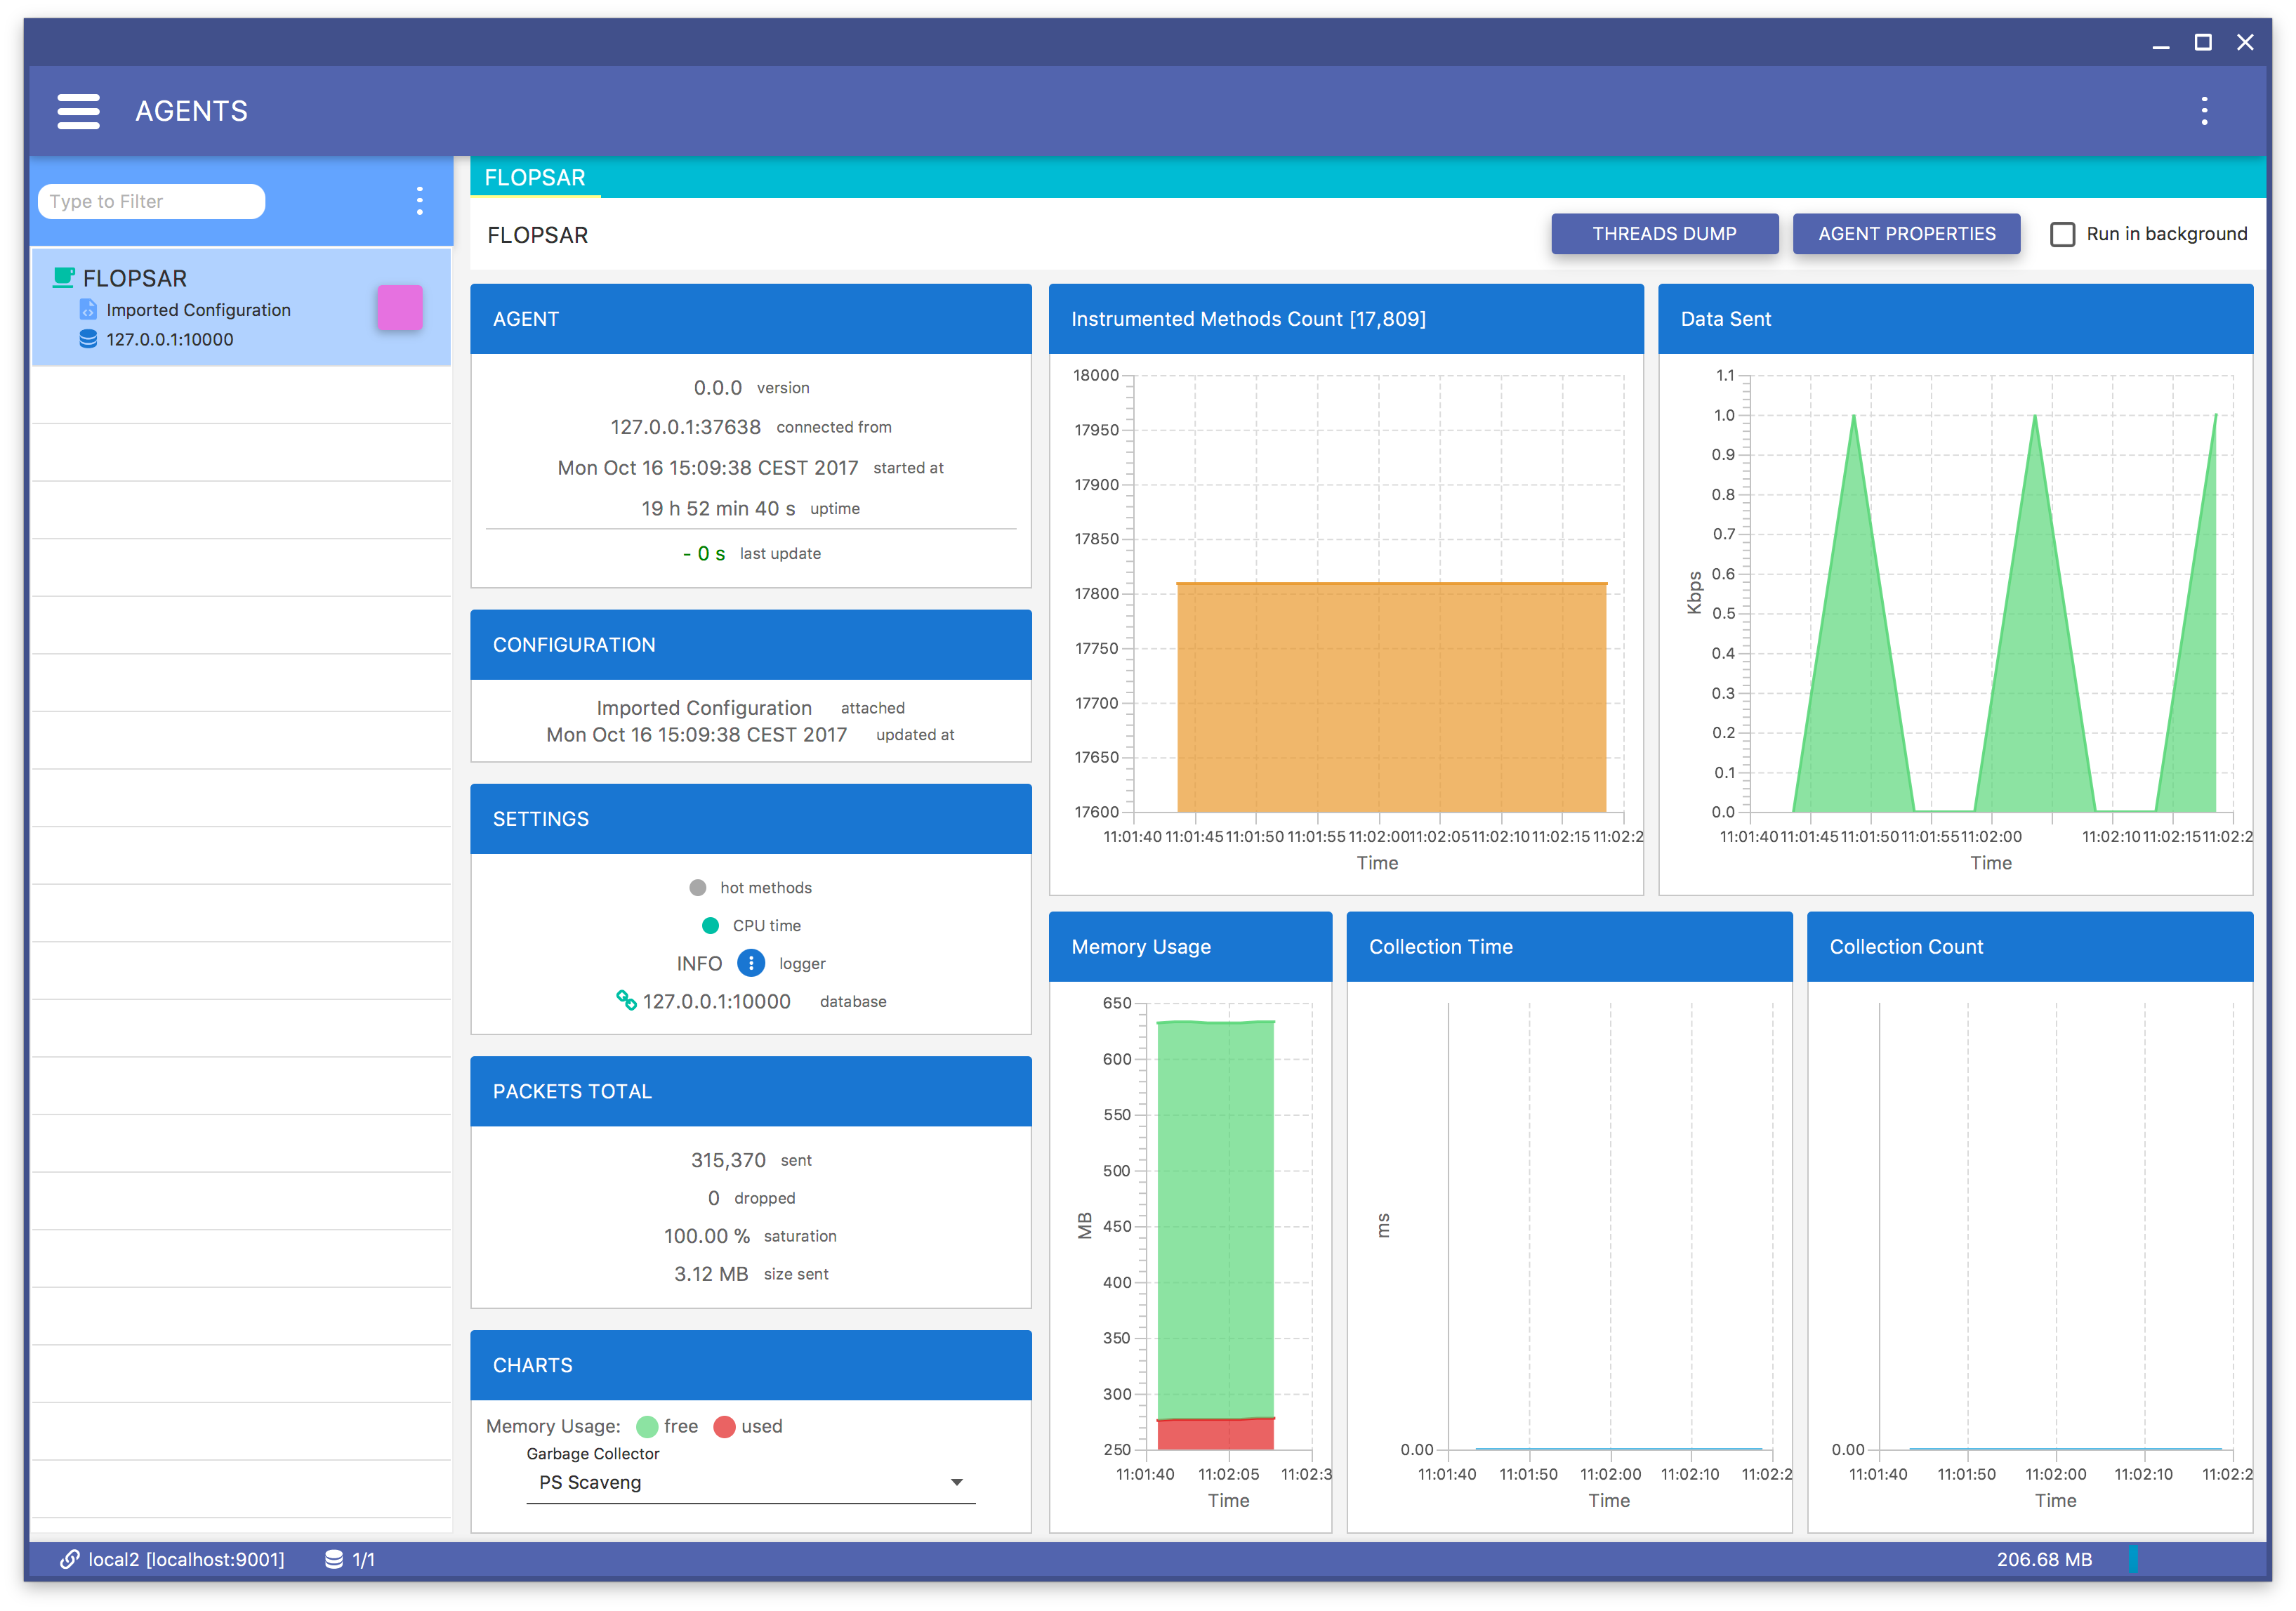 AGENTS
Type to Filter
FLOPSAR
Imported Configuration
127.0.0.1:10000
FLOPSAR
FLOPSAR
THREADS DUMP
AGENT PROPERTIES
Run in background
AGENT
0.0.0 version
127.0.0.1:37638 connected from
Mon Oct 16 15:09:38 CEST 2017 started at
19 h 52 min 40 s uptime
- 0 s last update
CONFIGURATION
Imported Configuration attached
Mon Oct 16 15:09:38 CEST 2017 updated at
SETTINGS
hot methods
CPU time
INFO logger
127.0.0.1:10000 database
PACKETS TOTAL
315,370 sent
0 dropped
100.00 % saturation
3.12 MB size sent
CHARTS
Memory Usage: free used
Garbage Collector
PS Scaveng
Instrumented Methods Count [17,809]
18000
17950
17900
17850
17800
17750
17700
17650
17600
11:01:40 11:01:45 11:01:50 11:01:55 11:02:00 11:02:05 11:02:10 11:02:15 11:02:2
Time
Data Sent
1.1
1.0
0.9
0.8
0.7
0.6
0.5
0.4
0.3
0.2
0.1
0.0
Kbps
11:01:40 11:01:45 11:01:50 11:01:55 11:02:00 11:02:10 11:02:15 11:02:2
Time
Memory Usage
650
600
550
500
450
400
350
300
250
MB
11:01:40 11:02:05 11:02:3
Time
Collection Time
ms
0.00
11:01:40 11:01:50 11:02:00 11:02:10 11:02:2
Time
Collection Count
0.00
11:01:40 11:01:50 11:02:00 11:02:10 11:02:2
Time
local2 [localhost:9001] 1/1
206.68 MB